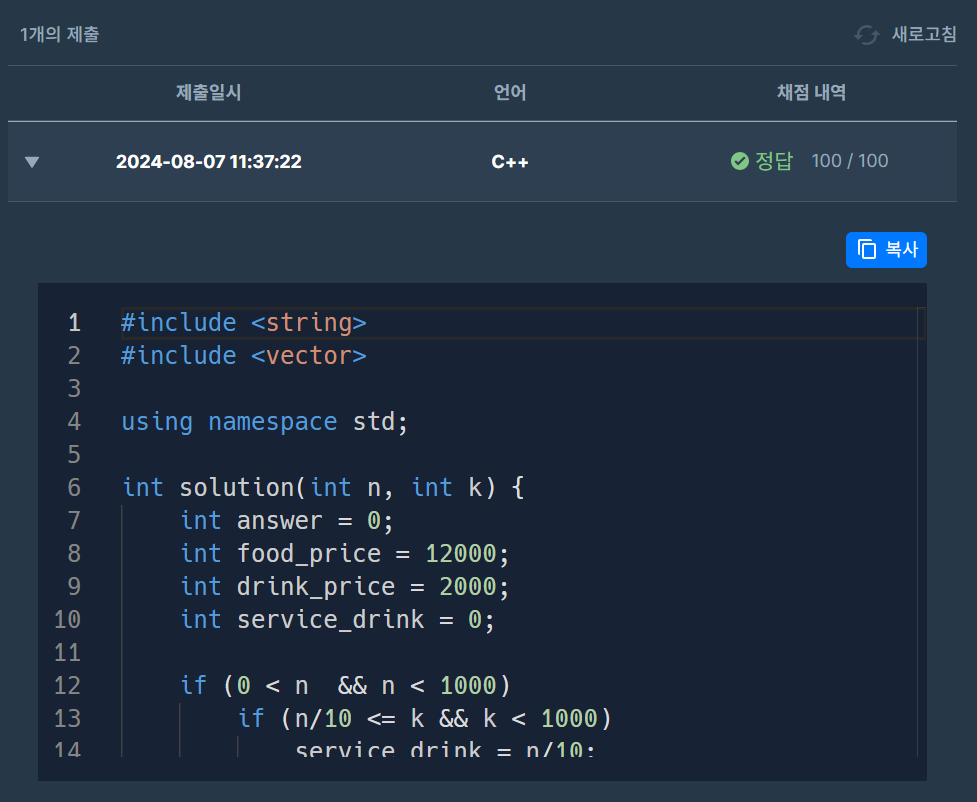 1개의 제출 새로고침
제출일시 언어 채점 내역
2024-08-07 11:37:22 C++ 정답 100 / 100
복사
1 #include <string>
2 #include <vector>
3
4 using namespace std;
5
6 int solution(int n, int k) {
7     int answer = 0;
8     int food_price = 12000;
9     int drink_price = 2000;
10     int service_drink = 0;
11
12     if (0 < n  && n < 1000)
13         if (n/10 <= k && k < 1000)
14             service_drink = n/10;